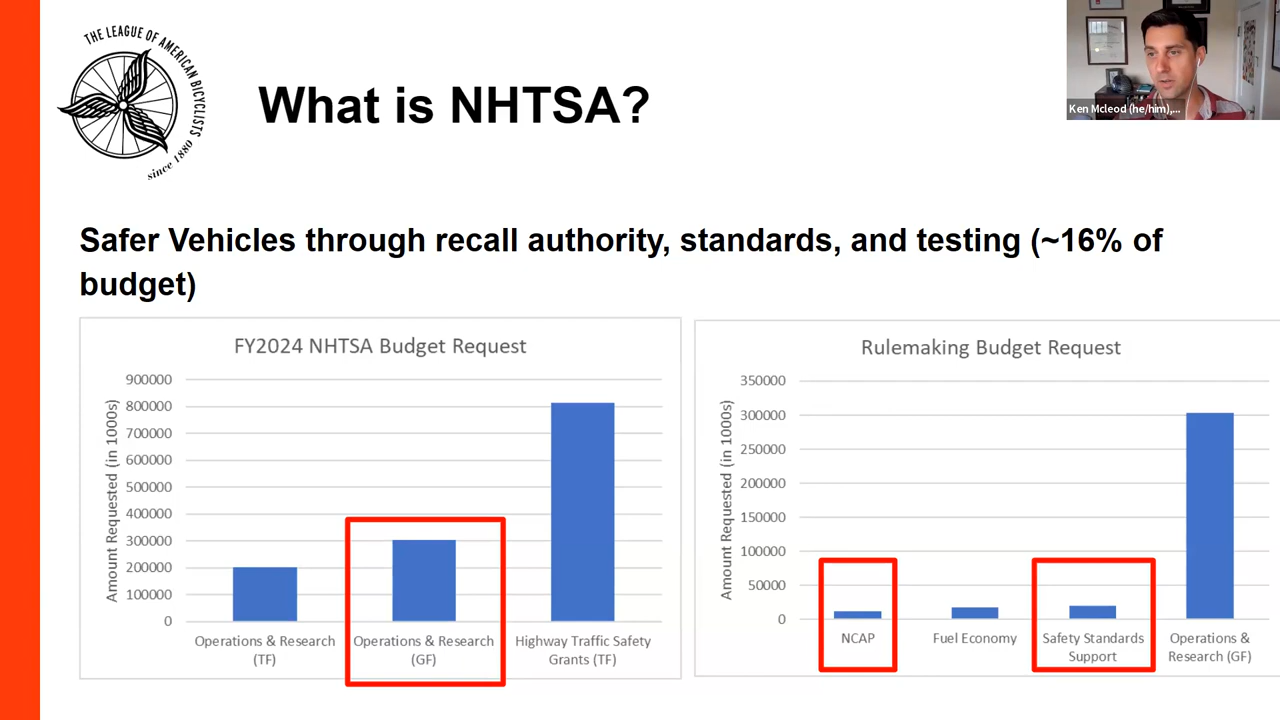 THE LEAGUE OF AMERICAN BICYCLISTS
since 1880
What is NHTSA?
Ken Mcleod (he/him),...
Safer Vehicles through recall authority, standards, and testing (~16% of
budget)
FY2024 NHTSA Budget Request
Amount Requested (in 1000s)
900000
800000
700000
600000
500000
400000
300000
200000
100000
0
Operations & Research
(TF)
Operations & Research
(GF)
Highway Traffic Safety
Grants (TF)
Rulemaking Budget Request
Amount Requested (in 1000s)
350000
300000
250000
200000
150000
100000
50000
0
NCAP
Fuel Economy
Safety Standards
Support
Operations &
Research (GF)